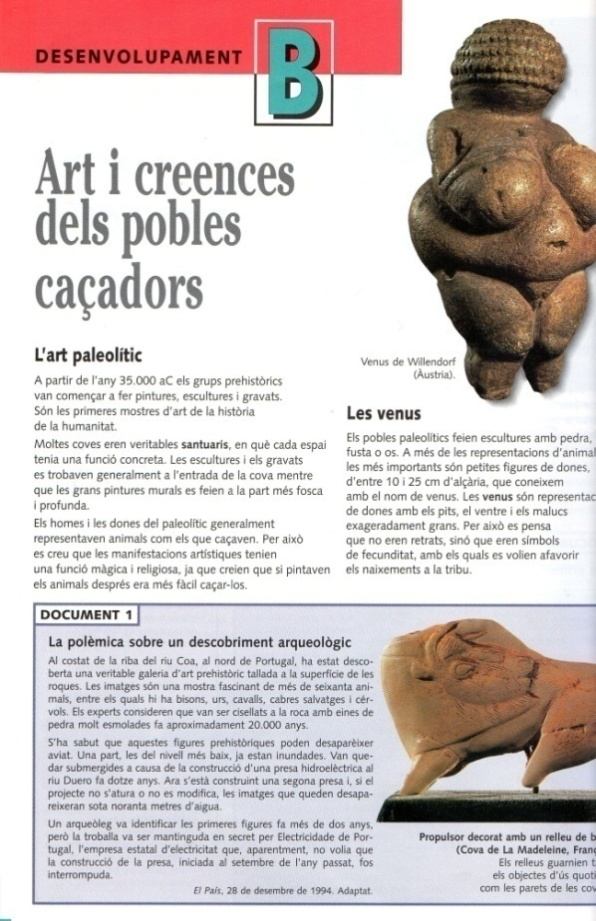 DESENVOLUPAMENT
B
Art i creences
dels pobles
caçadors
L'art paleolític
A partir de l'any 35.000 aC els grups prehistòrics
van començar a fer pintures, escultures i gravats.
Són les primeres mostres d'art de la història
de la humanitat.
Moltes coves eren veritables santuaris, en què cada espai
tenia una funció concreta. Les escultures i els gravats
es trobaven generalment a l'entrada de la cova mentre
que les grans pintures murals es feien a la part més fosca
i profunda.
Els homes i les dones del paleolític generalment
representaven animals com els que caçaven. Per això
es creu que les manifestacions artístiques tenien
una funció màgica i religiosa, ja que creien que si pintaven
els animals després era més fàcil caçar-los.
Venus de Willendorf
(Àustria).
Les venus
Els pobles paleolítics feien escultures amb pedra,
fusta o os. A més de les representacions d'animal
les més importants són petites figures de dones,
d'entre 10 i 25 cm d'alçària, que coneixem
amb el nom de venus. Les venus són representac
de dones amb els pits, el ventre i els malucs
exageradament grans. Per això es pensa
que no eren retrats, sinó que eren símbols
de fecunditat, amb els quals es volien afavorir
els naixements a la tribu.
DOCUMENT 1
La polèmica sobre un descobriment arqueològic
Al costat de la riba del riu Coa, al nord de Portugal, ha estat desco-
berta una veritable galeria d'art prehistòric tallada a la superfície de les
roques. Les imatges són una mostra fascinant de més de seixanta ani-
mals, entre els quals hi ha bisons, urs, cavalls, cabres salvatges i cér-
vols. Els experts consideren que van ser cisellats a la roca amb eines de
pedra molt esmolades fa aproximadament 20.000 anys.
S'ha sabut que aquestes figures prehistòriques poden desaparèixer
aviat. Una part, les del nivell més baix, ja estan inundades. Van que-
dar submergides a causa de la construcció d'una presa hidroelèctrica al
riu Duero fa dotze anys. Ara s'està construint una segona presa i, si el
projecte no s'atura o no es modifica, les imatges que queden desapa-
reixeran sota noranta metres d'aigua.
Un arqueòleg va identificar les primeres figures fa més de dos anys,
però la troballa va ser mantinguda en secret per Electricidade de Por-
tugal, l'empresa estatal d'electricitat que, aparentment, no volia que
la construcció de la presa, iniciada al setembre de l'any passat, fos
interrompuda.
El País, 28 de desembre de 1994. Adaptat.
Propulsor decorat amb un relleu de b
(Cova de La Madeleine, Franç
Els relleus guarnien t
els objectes d'ús quoti
com les parets de les cov